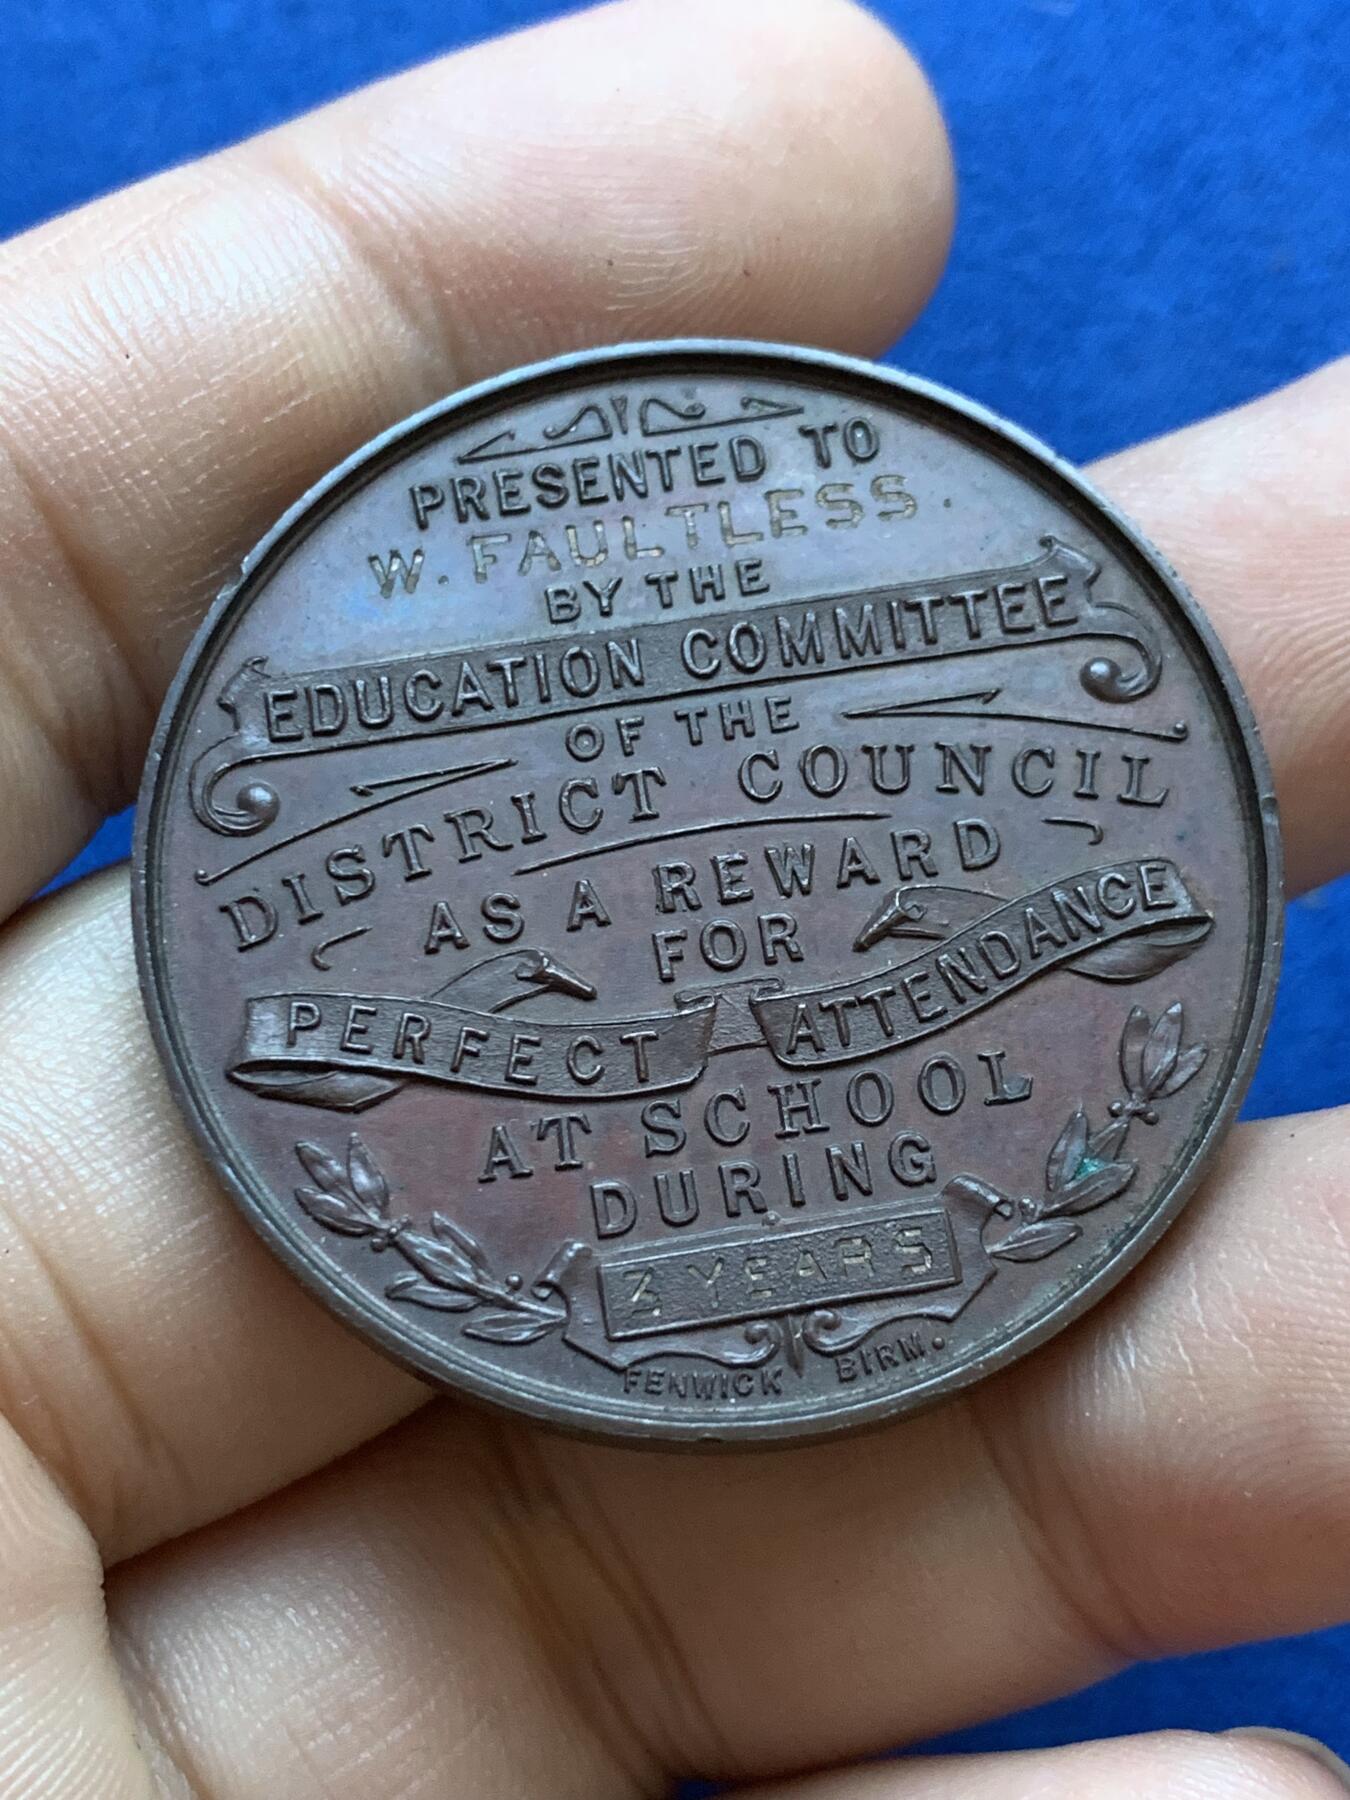 PRESENTED TO
W. FAULTLESS.
BY THE
EDUCATION COMMITTEE
OF THE
DISTRICT COUNCIL
AS A REWARD
FOR
PERFECT ATTENDANCE
AT SCHOOL
DURING
3 YEARS
FENWICK BIRM.